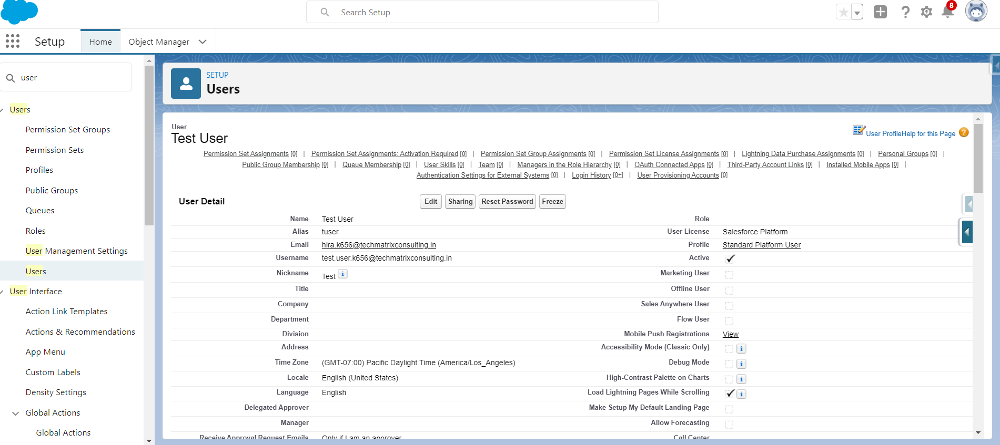 Search Setup
8
Setup
Home
Object Manager
user
Users
Permission Set Groups
Permission Sets
Profiles
Public Groups
Queues
Roles
User Management Settings
Users
User Interface
Action Link Templates
Actions & Recommendations
App Menu
Custom Labels
Density Settings
Global Actions
Global Actions
SETUP
Users
User
Test User
User ProfileHelp for this Page ?
Permission Set Assignments [0] | Permission Set Assignments: Activation Required [0] | Permission Set Group Assignments [0] | Permission Set License Assignments [0] | Lightning Data Purchase Assignments [0] | Personal Groups [0] |
Public Group Membership [0] | Queue Membership [0] | User Skills [0] | Team [0] | Managers in the Role Hierarchy [0] | OAuth Connected Apps [0] | Third-Party Account Links [0] | Installed Mobile Apps [0] |
Authentication Settings for External Systems [0] | Login History [0+] | User Provisioning Accounts [0]
User Detail
Edit Sharing Reset Password Freeze
Name Test User Role
Alias tuser User License Salesforce Platform
Email hira.k656@techmatrixconsulting.in Profile Standard Platform User
Username test.user.k656@techmatrixconsulting.in Active
Nickname Test i Marketing User
Title Offline User
Company Sales Anywhere User
Department Flow User
Division Mobile Push Registrations View
Address Accessibility Mode (Classic Only) i
Time Zone (GMT-07:00) Pacific Daylight Time (America/Los_Angeles) Debug Mode i
Locale English (United States) High-Contrast Palette on Charts i
Language English Load Lightning Pages While Scrolling i
Delegated Approver Make Setup My Default Landing Page
Manager Allow Forecasting
Receive Approval Request Emails Only if I am an approver Call Center